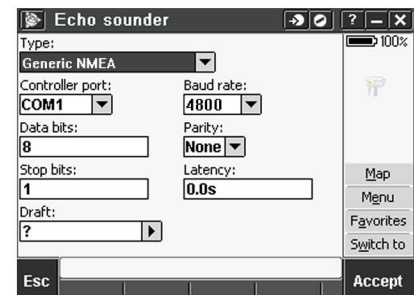 Echo sounder
? – X
Type:
100%
Generic NMEA
Controller port: Baud rate:
COM1 4800
Data bits: Parity:
8 None
Stop bits: Latency:
1 0.0s
Draft:
?
Map
Menu
Favorites
Switch to
Esc Accept